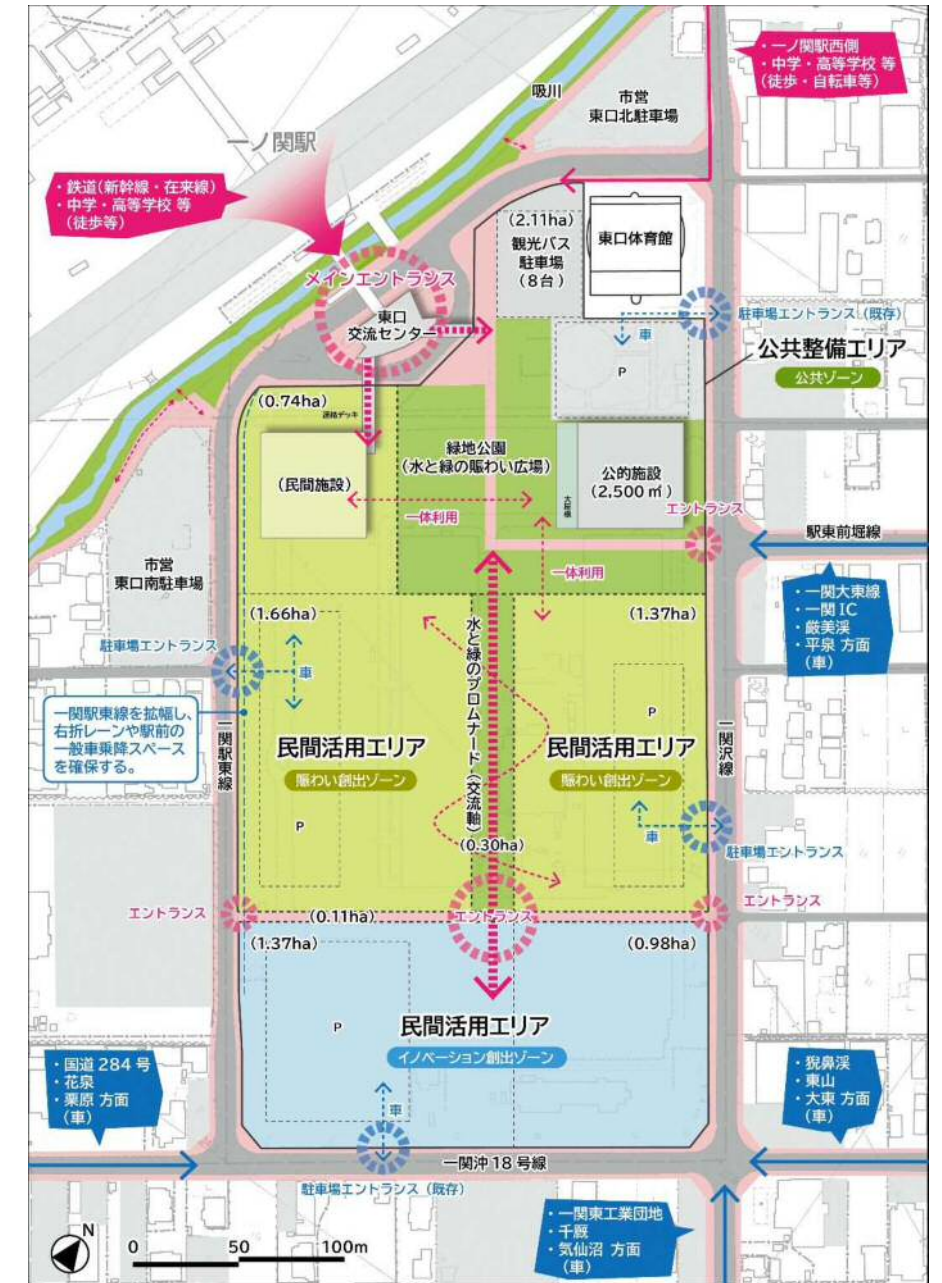 ・一ノ関駅西側
・中学・高等学校 等
（徒歩・自転車等）
吸川
市営
東口北駐車場
一ノ関駅
・鉄道（新幹線・在来線）
・中学・高等学校 等
（徒歩等）
(2.11ha)
観光バス
駐車場
（8台）
東口体育館
メインエントランス
東口
交流センター
駐車場エントランス（既存）
車
P
公共整備エリア
公共ゾーン
(0.74ha)
連絡デッキ
緑地公園
（水と緑の賑わい広場）
（民間施設）
公的施設
(2,500㎡)
大屋根
エントランス
一体利用
駅東前堀線
市営
東口南駐車場
一体利用
・一関大東線
・一関 IC
・厳美渓
・平泉 方面
（車）
(1.66ha)
(1.37ha)
駐車場エントランス
車
水と緑のプロムナード（交流軸）
P
一関駅東線を拡幅し、
右折レーンや駅前の
一般車乗降スペース
を確保する。
一関駅東線
民間活用エリア
賑わい創出ゾーン
民間活用エリア
賑わい創出ゾーン
一関沢線
P
車
(0.30ha)
駐車場エントランス
エントランス
(0.11ha)
エントランス
エントランス
(1.37ha)
(0.98ha)
P
民間活用エリア
イノベーション創出ゾーン
・国道 284 号
・花泉
・栗原 方面
（車）
車
・猊鼻渓
・東山
・大東 方面
（車）
一関沖 18 号線
駐車場エントランス（既存）
・一関東工業団地
・千厩
・気仙沼 方面
（車）
N
0 50 100m